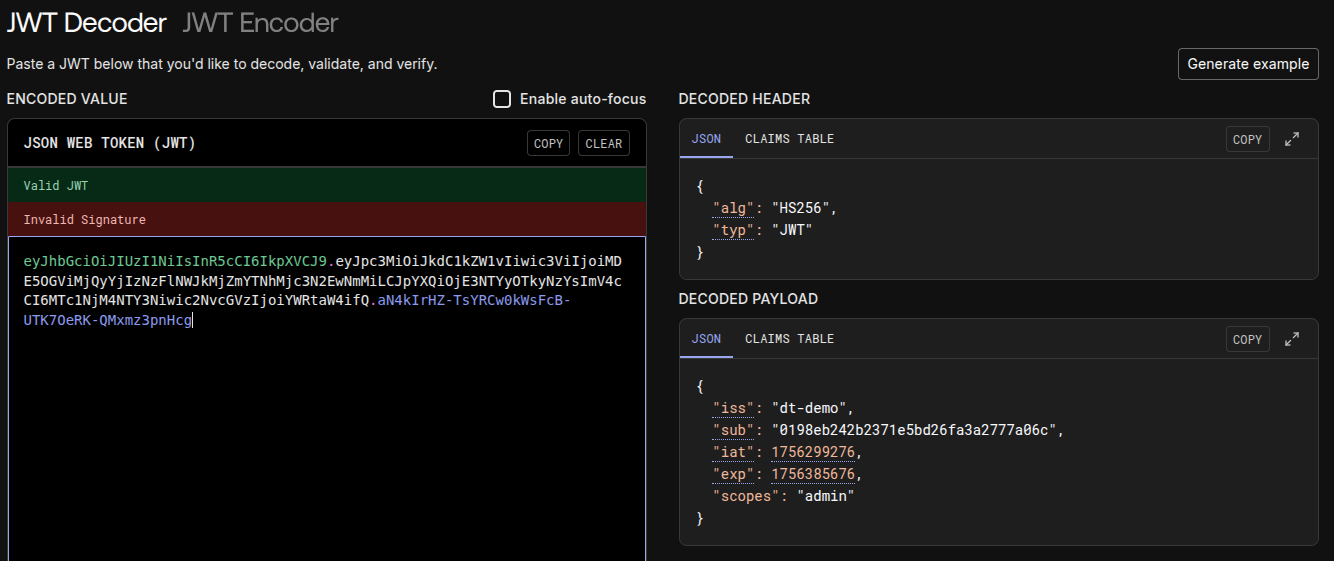 JWT Decoder JWT Encoder
Paste a JWT below that you'd like to decode, validate, and verify.
Generate example
ENCODED VALUE
Enable auto-focus
JSON WEB TOKEN (JWT)
COPY
CLEAR
Valid JWT
Invalid Signature
eyJhbGciOiJIUzI1NiIsInR5cCI6IkpXVCJ9.eyJpc3MiOiJkdC1kZW1vIiwic3ViIjoiMD
E5OGViMjQyYjIzNzFlNWJkMjZmYTNhMjc3N2EwNmMiLCJpYXQiOjE3NTYyOTkyNzYsImV4c
CI6MTc1NjM4NTY3Niwic2NvcGVzIjoiYWRtaW4ifQ.aN4kIrHZ-TsYRCw0kWsFcB-
UTK7OeRK-QMxmz3pnHcg
DECODED HEADER
JSON
CLAIMS TABLE
COPY
{
"alg": "HS256",
"typ": "JWT"
}
DECODED PAYLOAD
JSON
CLAIMS TABLE
COPY
{
"iss": "dt-demo",
"sub": "0198eb242b2371e5bd26fa3a2777a06c",
"iat": 1756299276,
"exp": 1756385676,
"scopes": "admin"
}